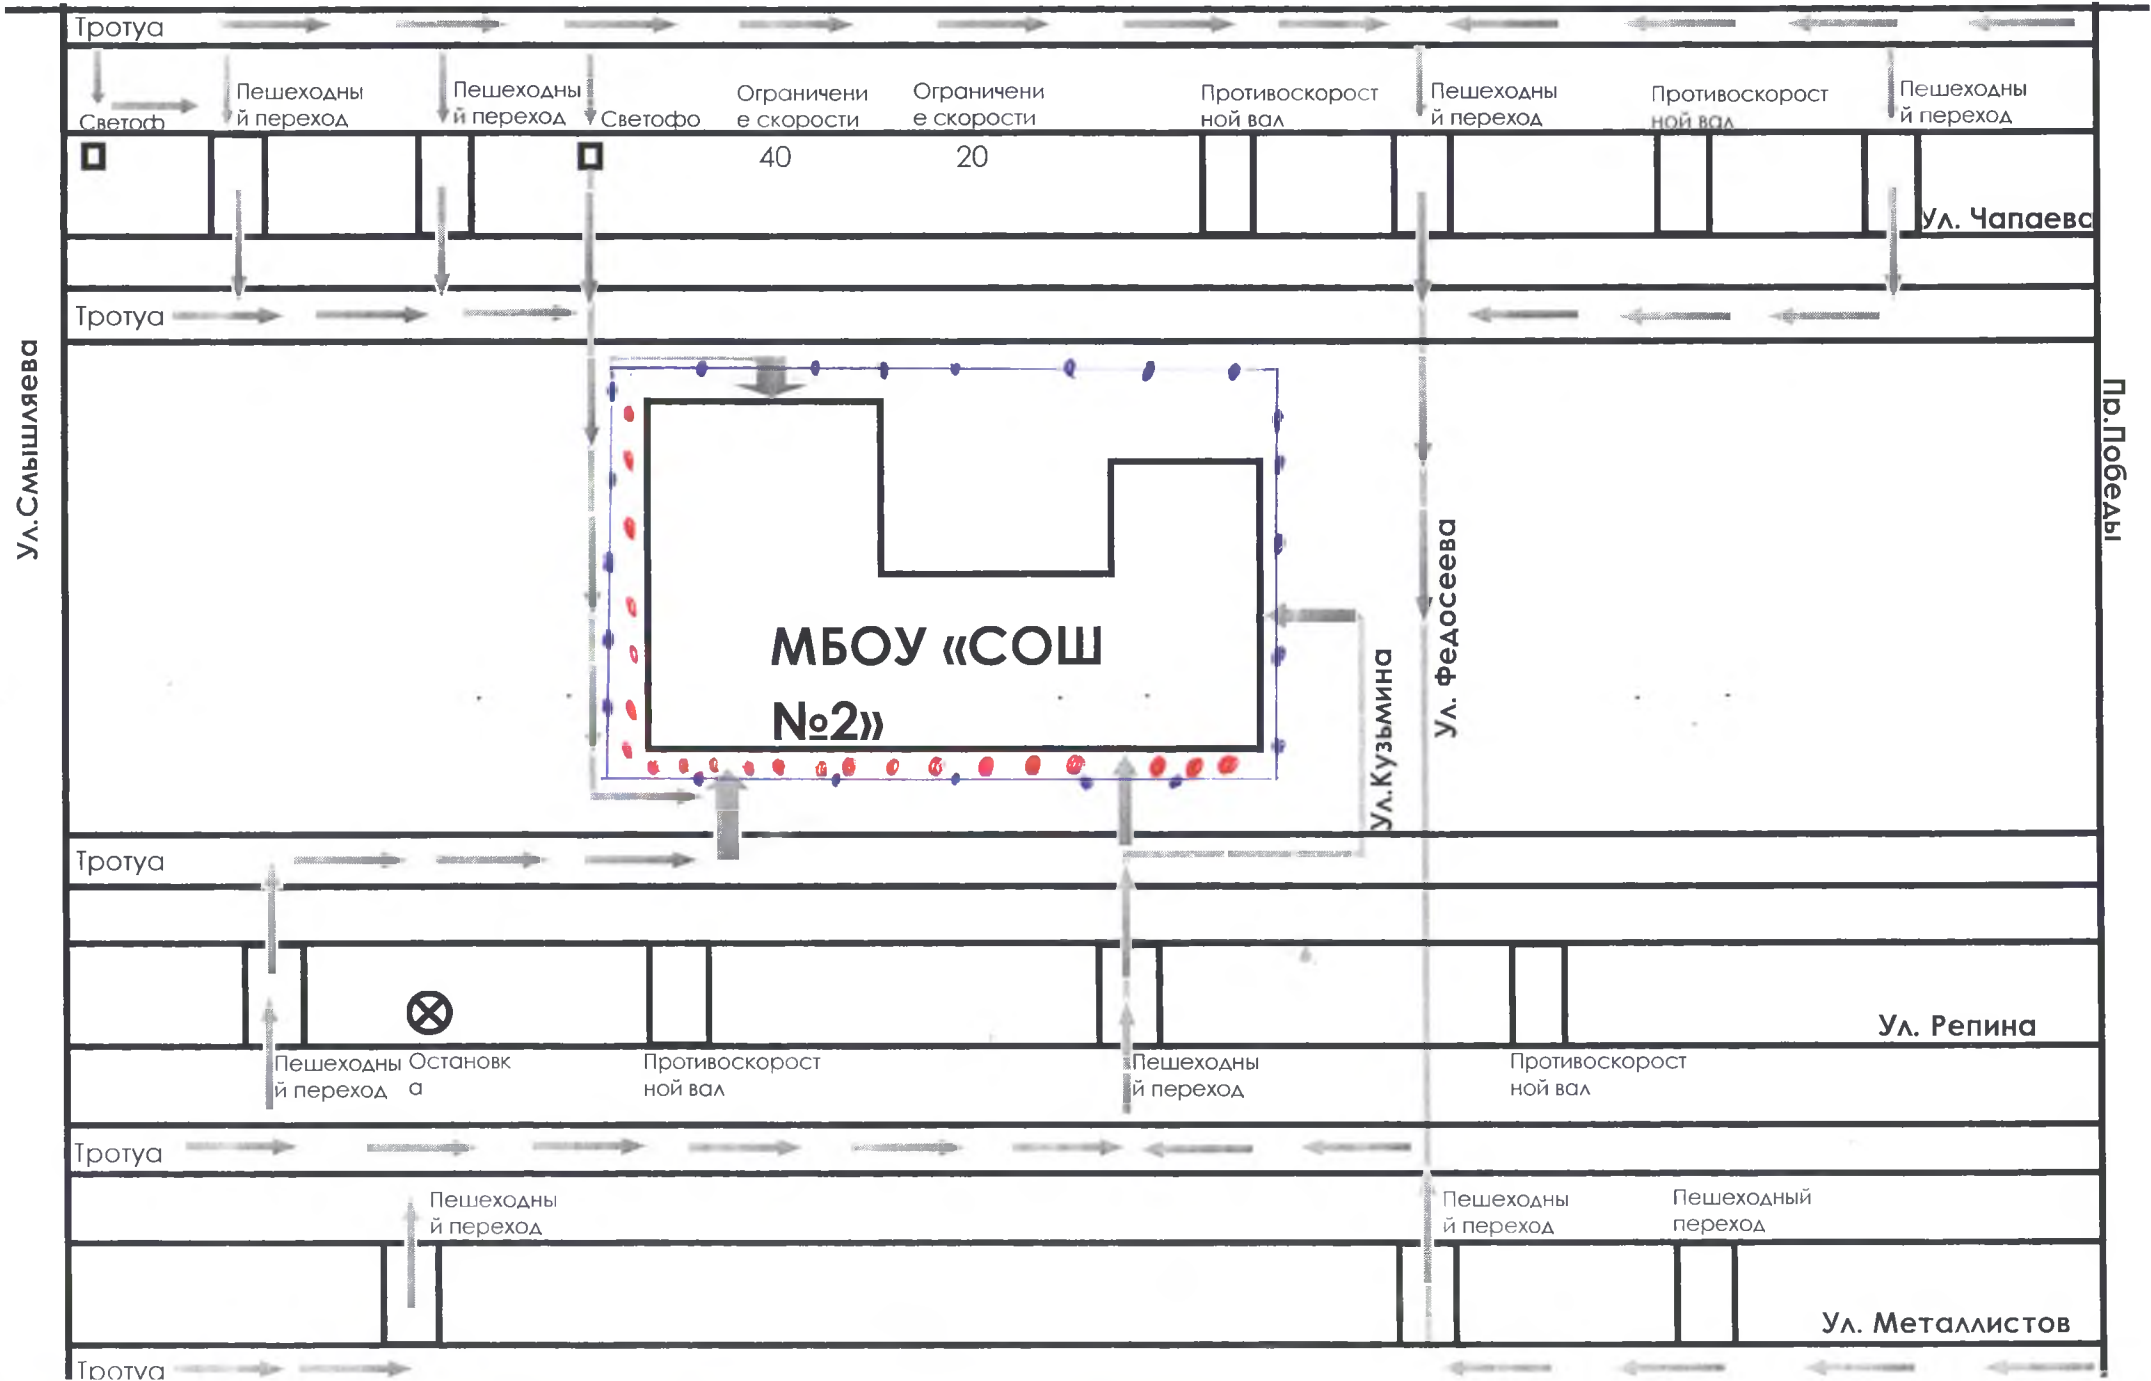 Тротуа
Пешеходны
й переход
Пешеходны
й переход
Ограничени
е скорости
Ограничени
е скорости
Противоскорост
ной вал
Пешеходны
й переход
Противоскорост
ной вал
Пешеходны
й переход
Светоф
Светофо
40
20
Ул. Чапаева
Тротуа
Ул.Смышляева
Пр.Победы
Ул. Федосеева
Ул.Кузьмина
МБОУ «СОШ
№2»
Тротуа
Ул. Репина
Пешеходны
й переход
Остановк
а
Противоскорост
ной вал
Пешеходны
й переход
Противоскорост
ной вал
Тротуа
Пешеходны
й переход
Пешеходны
й переход
Пешеходный
переход
Ул. Металлистов
Тротуа